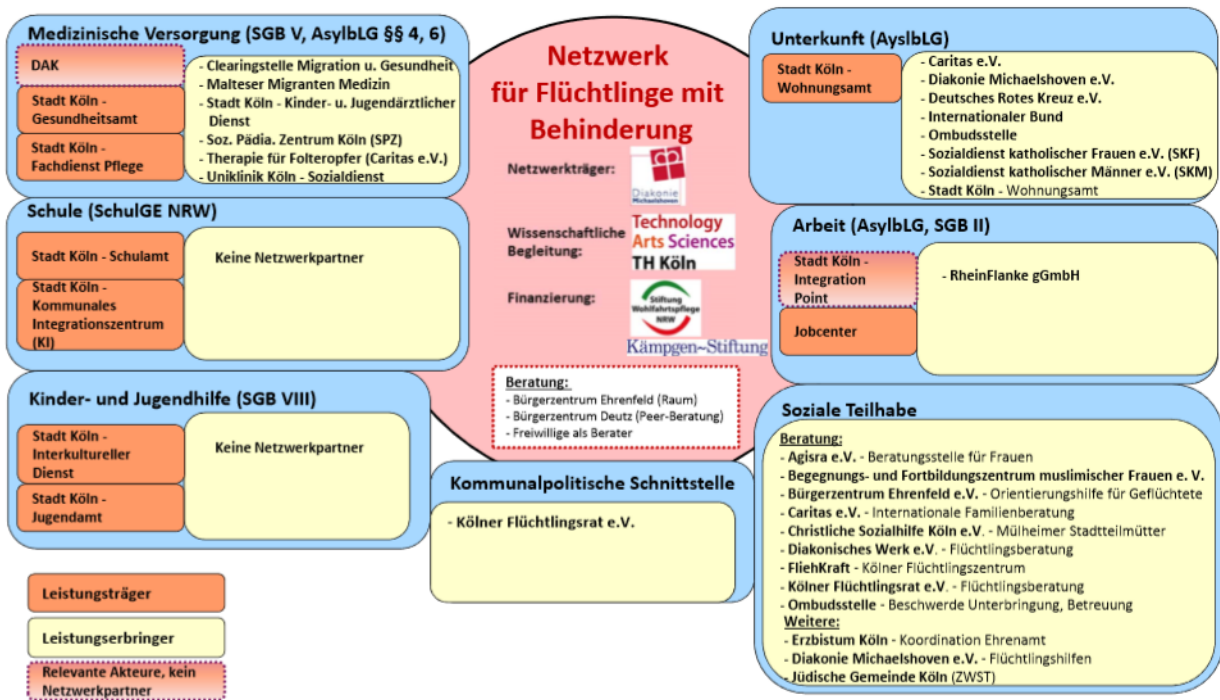 Medizinische Versorgung (SGB V, AsylbLG §§ 4, 6)
DAK
Stadt Köln -
Gesundheitsamt
Stadt Köln -
Fachdienst Pflege
- Clearingstelle Migration u. Gesundheit
- Malteser Migranten Medizin
- Stadt Köln - Kinder- u. Jugendärztlicher
Dienst
- Soz. Pädia. Zentrum Köln (SPZ)
- Therapie für Folteropfer (Caritas e.V.)
- Uniklinik Köln - Sozialdienst
Schule (SchulGE NRW)
Stadt Köln - Schulamt
Stadt Köln -
Kommunales
Integrationszentrum
(KI)
Keine Netzwerkpartner
Kinder- und Jugendhilfe (SGB VIII)
Stadt Köln -
Interkultureller
Dienst
Stadt Köln -
Jugendamt
Keine Netzwerkpartner
Leistungsträger
Leistungserbringer
Relevante Akteure, kein
Netzwerkpartner
Netzwerk
für Flüchtlinge mit
Behinderung
Netzwerkträger:
Diakonie
Michaelshoven
Wissenschaftliche
Begleitung:
Technology
Arts Sciences
TH Köln
Finanzierung:
Stiftung
Wohlfahrtspflege
NRW
Kämpgen~Stiftung
Beratung:
- Bürgerzentrum Ehrenfeld (Raum)
- Bürgerzentrum Deutz (Peer-Beratung)
- Freiwillige als Berater
Kommunalpolitische Schnittstelle
- Kölner Flüchtlingsrat e.V.
Unterkunft (AyslbLG)
Stadt Köln -
Wohnungsamt
- Caritas e.V.
- Diakonie Michaelshoven e.V.
- Deutsches Rotes Kreuz e.V.
- Internationaler Bund
- Ombudsstelle
- Sozialdienst katholischer Frauen e.V. (SKF)
- Sozialdienst katholischer Männer e.V. (SKM)
- Stadt Köln - Wohnungsamt
Arbeit (AsylbLG, SGB II)
Stadt Köln -
Integration
Point
Jobcenter
- RheinFlanke gGmbH
Soziale Teilhabe
Beratung:
- Agisra e.V. - Beratungsstelle für Frauen
- Begegnungs- und Fortbildungszentrum muslimischer Frauen e. V.
- Bürgerzentrum Ehrenfeld e.V. - Orientierungshilfe für Geflüchtete
- Caritas e.V. - Internationale Familienberatung
- Christliche Sozialhilfe Köln e.V. - Mülheimer Stadtteilmütter
- Diakonisches Werk e.V. - Flüchtlingsberatung
- FliehKraft - Kölner Flüchtlingszentrum
- Kölner Flüchtlingsrat e.V. - Flüchtlingsberatung
- Ombudsstelle - Beschwerde Unterbringung, Betreuung
Weitere:
- Erzbistum Köln - Koordination Ehrenamt
- Diakonie Michaelshoven e.V. - Flüchtlingshilfen
- Jüdische Gemeinde Köln (ZWST)